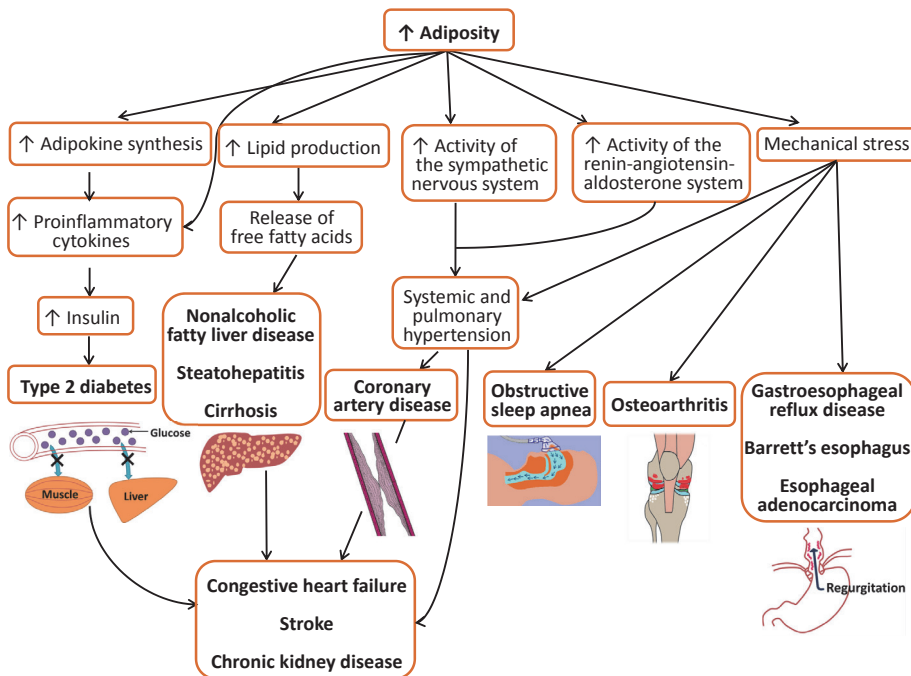 ↑ Adiposity
↑ Adipokine synthesis
↑ Lipid production
↑ Activity of
the sympathetic
nervous system
↑ Activity of the
renin-angiotensin-
aldosterone system
Mechanical stress
↑ Proinflammatory
cytokines
Release of
free fatty acids
↑ Insulin
Systemic and
pulmonary
hypertension
Type 2 diabetes
Nonalcoholic
fatty liver disease
Steatohepatitis
Cirrhosis
Coronary
artery disease
Obstructive
sleep apnea
Osteoarthritis
Gastroesophageal
reflux disease
Barrett’s esophagus
Esophageal
adenocarcinoma
Glucose
Muscle
Liver
Congestive heart failure
Stroke
Chronic kidney disease
Regurgitation